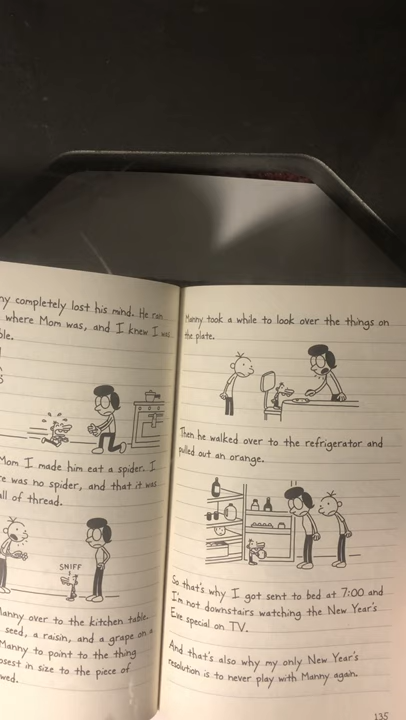 ny completely lost his mind. He ran
where Mom was, and I knew I was
ble.
Mom I made him eat a spider. I
re was no spider, and that it was
all of thread.
SNIFF
Manny over to the kitchen table.
seed, a raisin, and a grape on a
Manny to point to the thing
osest in size to the piece of
wed.
Manny took a while to look over the things on
the plate.
Then he walked over to the refrigerator and
pulled out an orange.
So that's why I got sent to bed at 7:00 and
I'm not downstairs watching the New Year's
Eve special on TV.
And that's also why my only New Year's
resolution is to never play with Manny again.
135